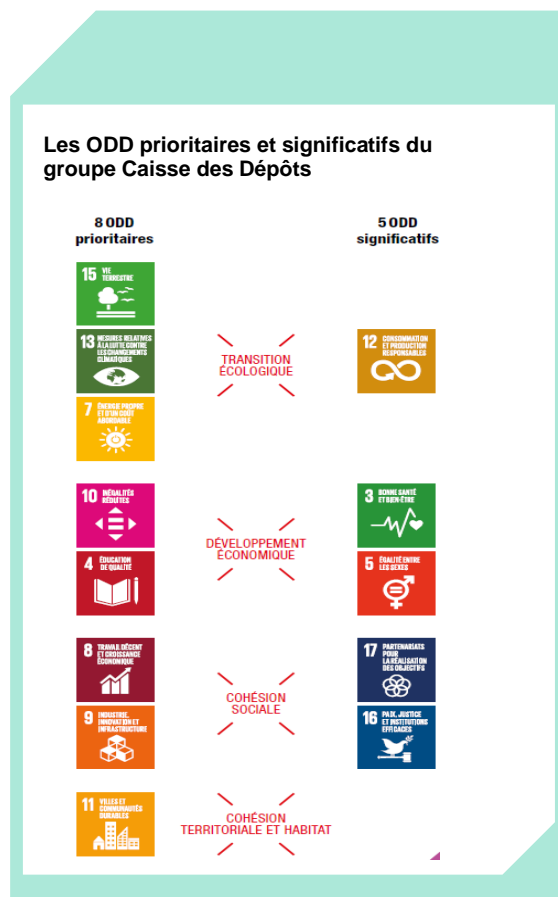 Les ODD prioritaires et significatifs du
groupe Caisse des Dépôts
8 ODD
prioritaires
5 ODD
significatifs
15 VIE
TERRESTRE
13 MESURES RELATIVES
À LA LUTTE CONTRE
LES CHANGEMENTS
CLIMATIQUES
7 ÉNERGIE PROPRE
ET D'UN COÛT
ABORDABLE
TRANSITION
ÉCOLOGIQUE
12 CONSOMMATION
ET PRODUCTION
RESPONSABLES
10 INÉGALITÉS
RÉDUITES
4 ÉDUCATION
DE QUALITÉ
DÉVELOPPEMENT
ÉCONOMIQUE
3 BONNE SANTÉ
ET BIEN-ÊTRE
5 ÉGALITÉ ENTRE
LES SEXES
8 TRAVAIL DÉCENT
ET CROISSANCE
ÉCONOMIQUE
9 INDUSTRIE,
INNOVATION ET
INFRASTRUCTURE
COHÉSION
SOCIALE
17 PARTENARIATS
POUR
LA RÉALISATION
DES OBJECTIFS
16 PAIX, JUSTICE
ET INSTITUTIONS
EFFICACES
11 VILLES ET
COMMUNAUTÉS
DURABLES
COHÉSION
TERRITORIALE ET HABITAT